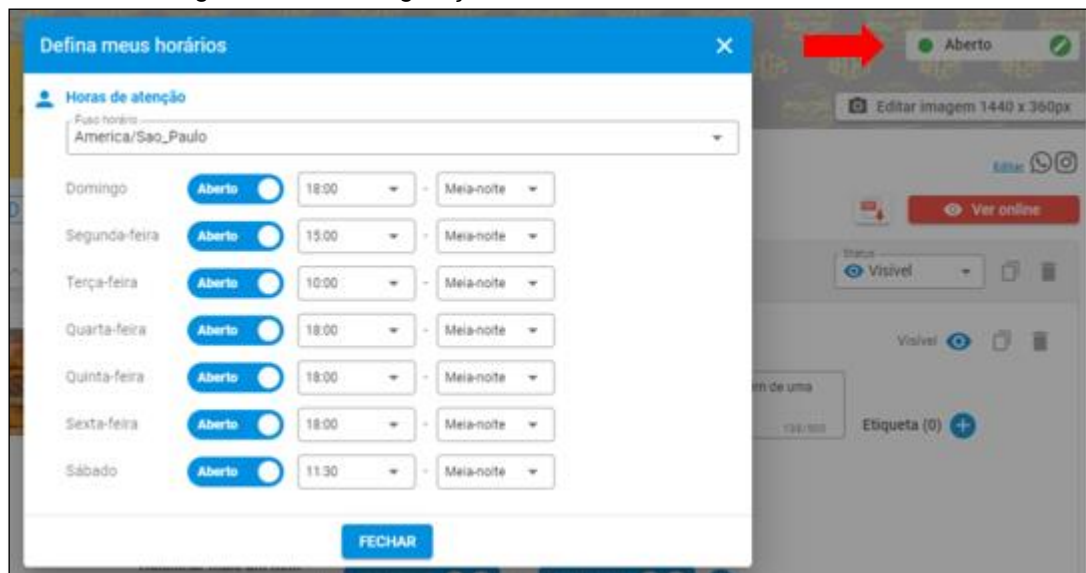 Defina meus horários
Aberto
Horas de atenção
Editar imagem 1440 x 360px
Fuso horário
America/Sao_Paulo
Editar
Domingo Aberto 18:00 - Meia-noite
Ver online
Segunda-feira Aberto 15:00 - Meia-noite
Status
Visível
Terça-feira Aberto 10:00 - Meia-noite
Quarta-feira Aberto 18:00 - Meia-noite
Visível
Quinta-feira Aberto 18:00 - Meia-noite
de uma
Sexta-feira Aberto 18:00 - Meia-noite
Etiqueta (0)
Sábado Aberto 11:30 - Meia-noite
FECHAR